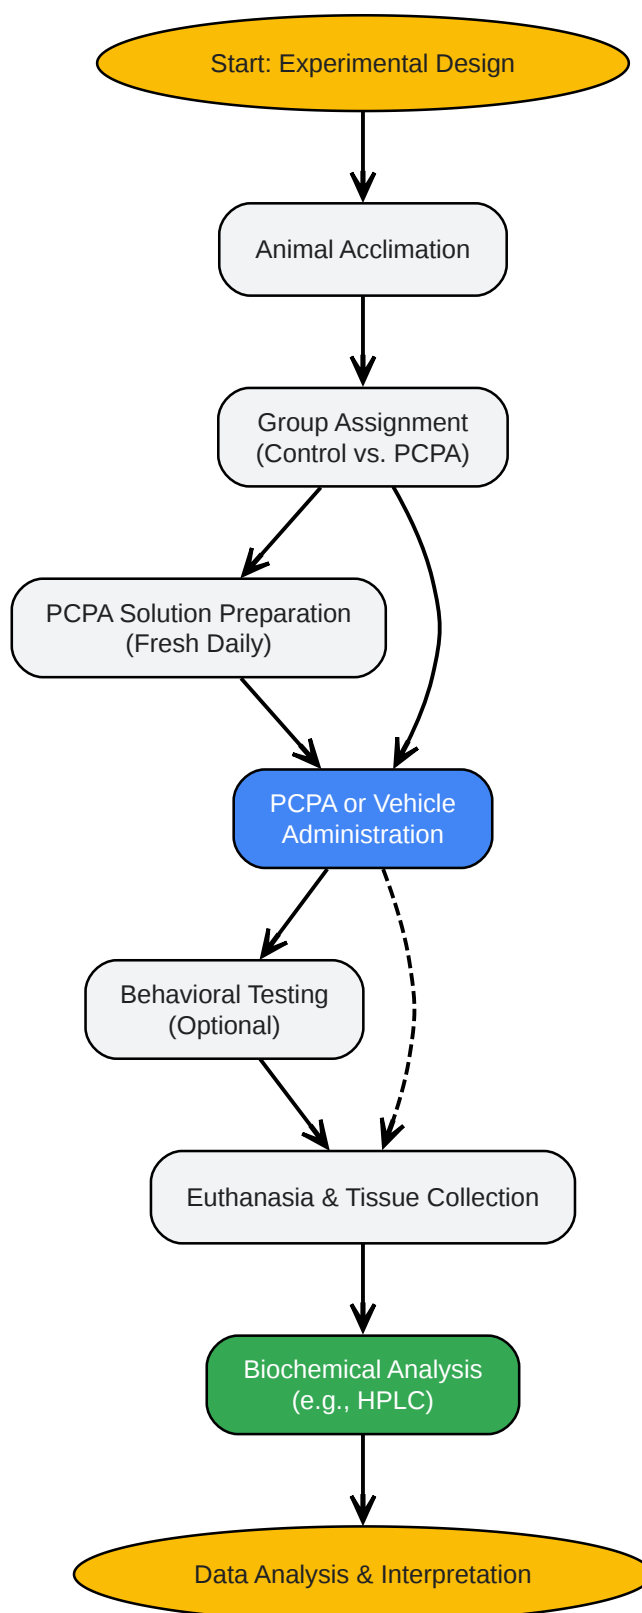 Start: Experimental Design
Animal Acclimation
Group Assignment
(Control vs. PCPA)
PCPA Solution Preparation
(Fresh Daily)
PCPA or Vehicle
Administration
Behavioral Testing
(Optional)
Euthanasia & Tissue Collection
Biochemical Analysis
(e.g., HPLC)
Data Analysis & Interpretation